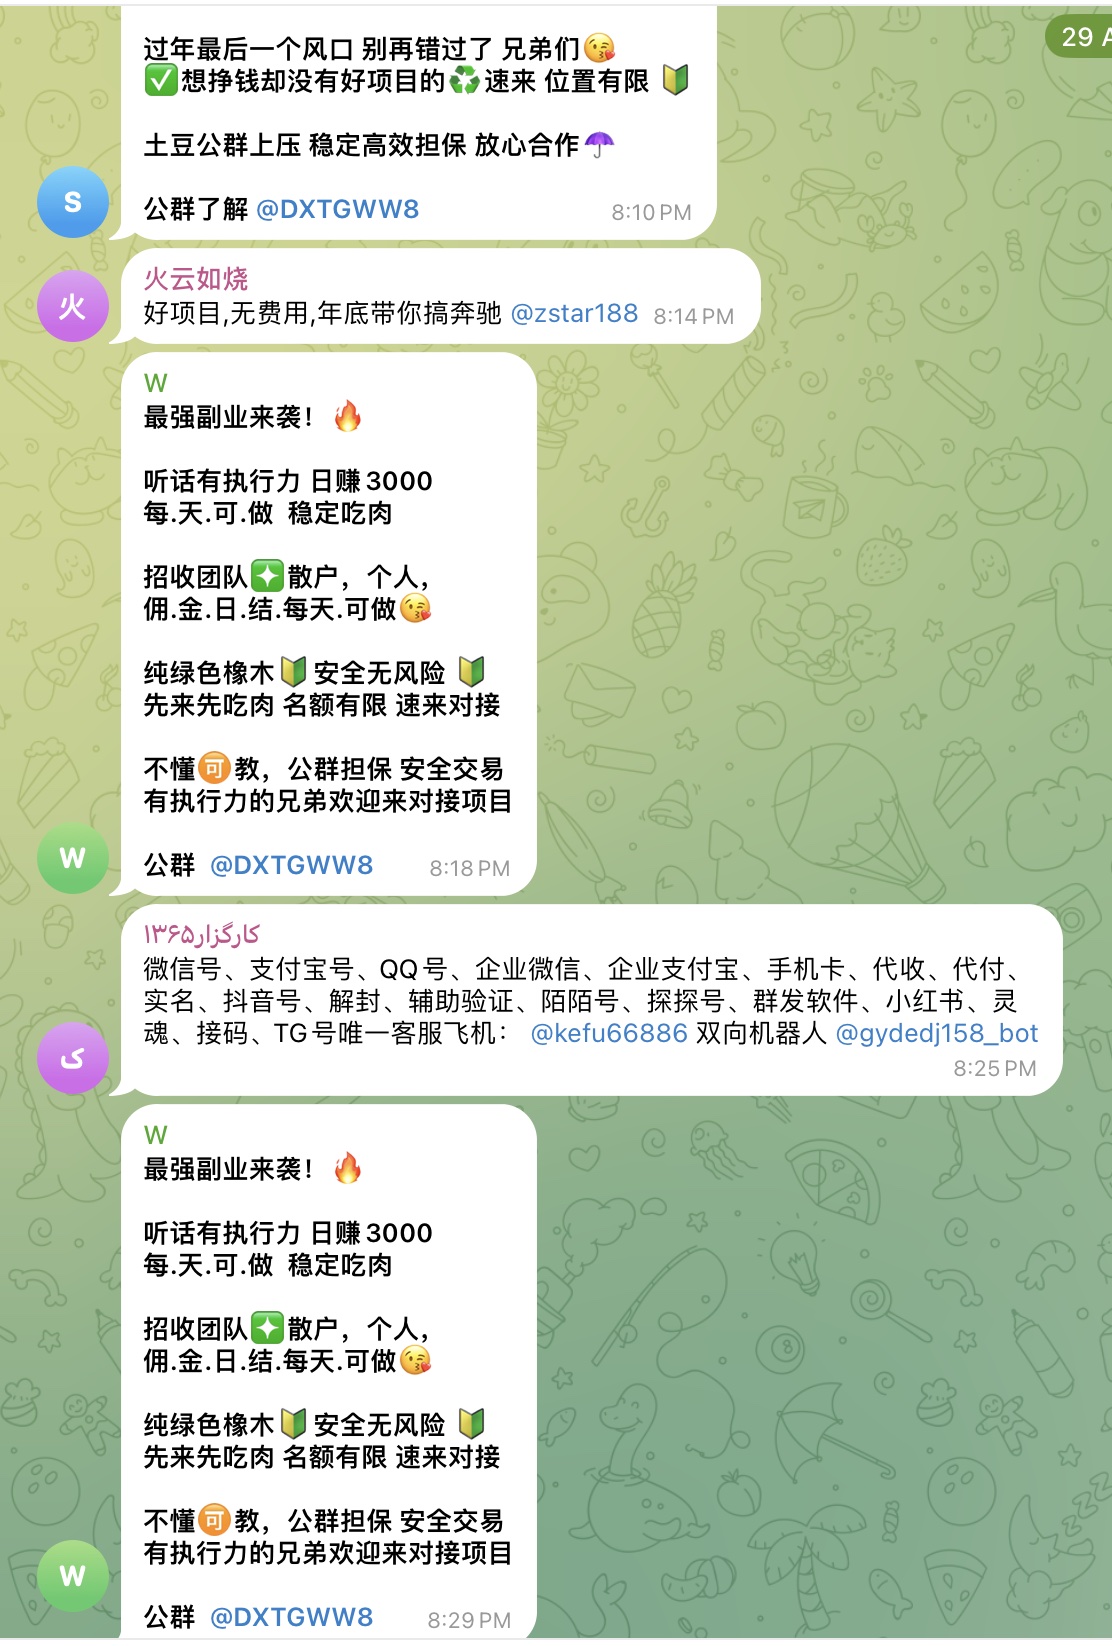 29 A
过年最后一个风口 别再错过了 兄弟们😘
✅想挣钱却没有好项目的♻️速来 位置有限 🔰
土豆公群上压 稳定高效担保 放心合作☂️
公群了解 @DXTGWW8
8:10 PM
S
火云如烧
好项目,无费用,年底带你搞奔驰 @zstar188
8:14 PM
火
W
最强副业来袭！🔥
听话有执行力 日赚3000
每.天.可.做 稳定吃肉
招收团队❇️散户，个人，
佣.金.日.结.每天.可做😘
纯绿色橡木🔰安全无风险 🔰
先来先吃肉 名额有限 速来对接
不懂🉑教，公群担保 安全交易
有执行力的兄弟欢迎来对接项目
公群 @DXTGWW8
8:18 PM
W
کارگزار۱۳۶۵
微信号、支付宝号、QQ号、企业微信、企业支付宝、手机卡、代收、代付、
实名、抖音号、解封、辅助验证、陌陌号、探探号、群发软件、小红书、灵
魂、接码、TG号唯一客服飞机： @kefu66886 双向机器人 @gydedj158_bot
8:25 PM
ک
W
最强副业来袭！🔥
听话有执行力 日赚3000
每.天.可.做 稳定吃肉
招收团队❇️散户，个人，
佣.金.日.结.每天.可做😘
纯绿色橡木🔰安全无风险 🔰
先来先吃肉 名额有限 速来对接
不懂🉑教，公群担保 安全交易
有执行力的兄弟欢迎来对接项目
公群 @DXTGWW8
8:29 PM
W